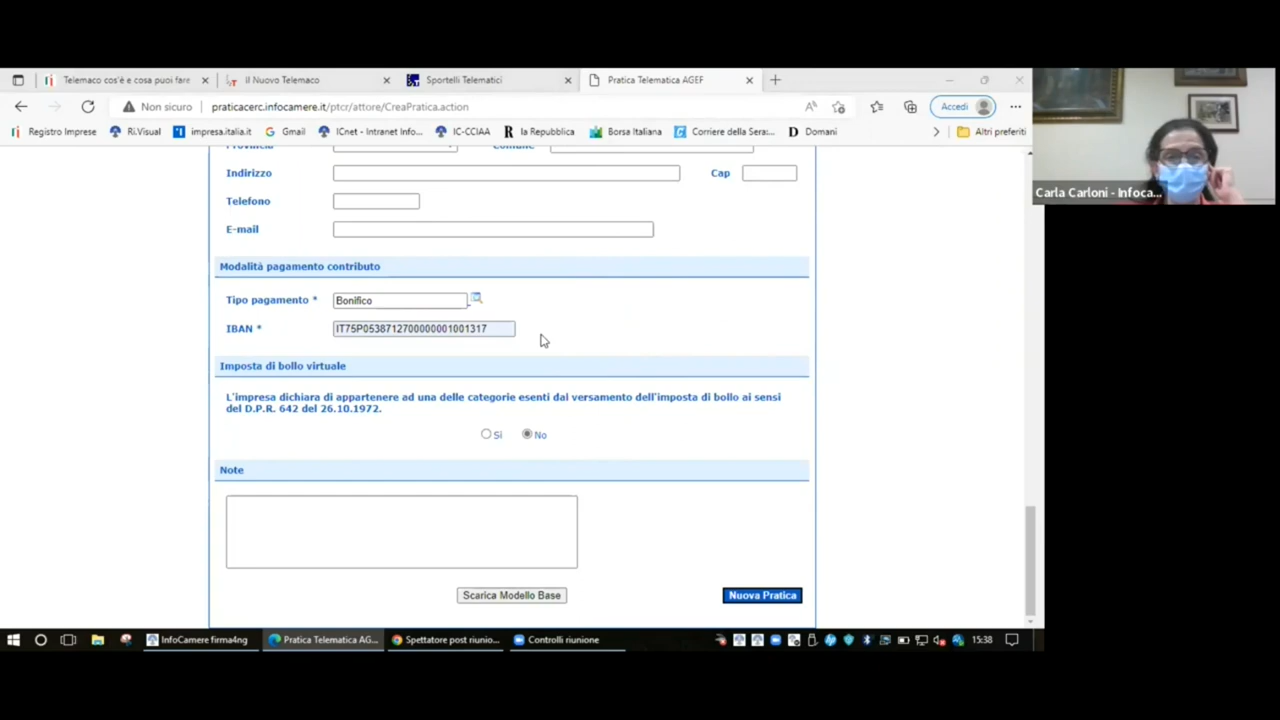 Telemaco cos'è e cosa puoi fare
Il Nuovo Telemaco
Sportelli Telematici
Pratica Telematica AGEF
Non sicuro
praticacerc.infocamere.it/ptcr/attore/CreaPratica.action
Accedi
Registro Imprese
Ri.Visual
impresa.italia.it
Gmail
ICnet - Intranet Info...
IC-CCIAA
la Repubblica
Borsa Italiana
Corriere della Sera:...
Domani
Altri preferiti
Carla Carloni - Infoca...
Provincia Comune
Indirizzo Cap
Telefono
E-mail
Modalità pagamento contributo
Tipo pagamento * Bonifico
IBAN * IT75P0538712700000001001317
Imposta di bollo virtuale
L'impresa dichiara di appartenere ad una delle categorie esenti dal versamento dell'imposta di bollo ai sensi
del D.P.R. 642 del 26.10.1972.
Si No
Note
Scarica Modello Base Nuova Pratica
InfoCamere firma4ng
Pratica Telematica AG...
Spettatore post riunio...
Controlli riunione
15:38